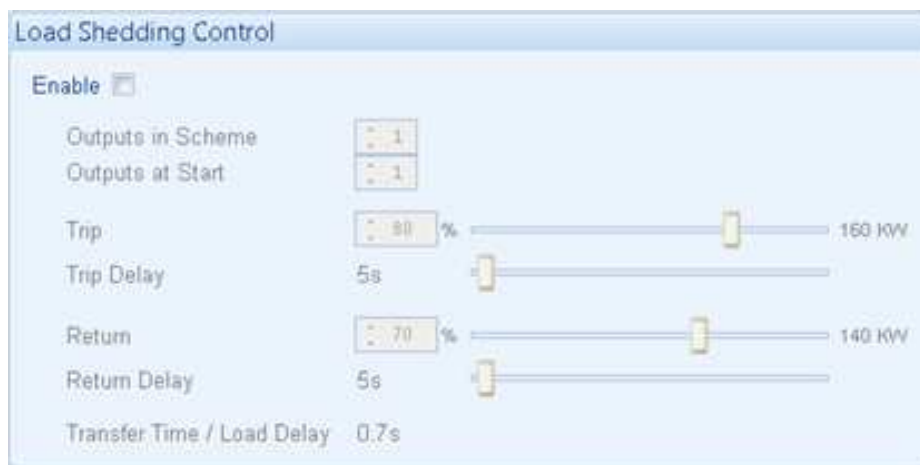 Load Shedding Control
Enable
Outputs in Scheme 1
Outputs at Start 1
Trip 80 % 160 KW
Trip Delay 5s
Return 70 % 140 KW
Return Delay 5s
Transfer Time / Load Delay 0.7s